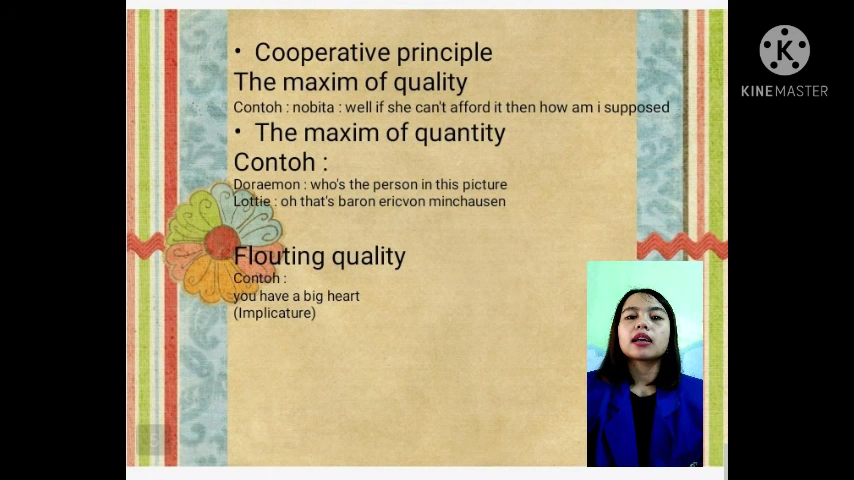 • Cooperative principle
The maxim of quality
Contoh : nobita : well if she can't afford it then how am i supposed
• The maxim of quantity
Contoh :
Doraemon : who's the person in this picture
Lottie : oh that's baron ericvon minchausen
Flouting quality
Contoh :
you have a big heart
(Implicature)
K
KINEMASTER